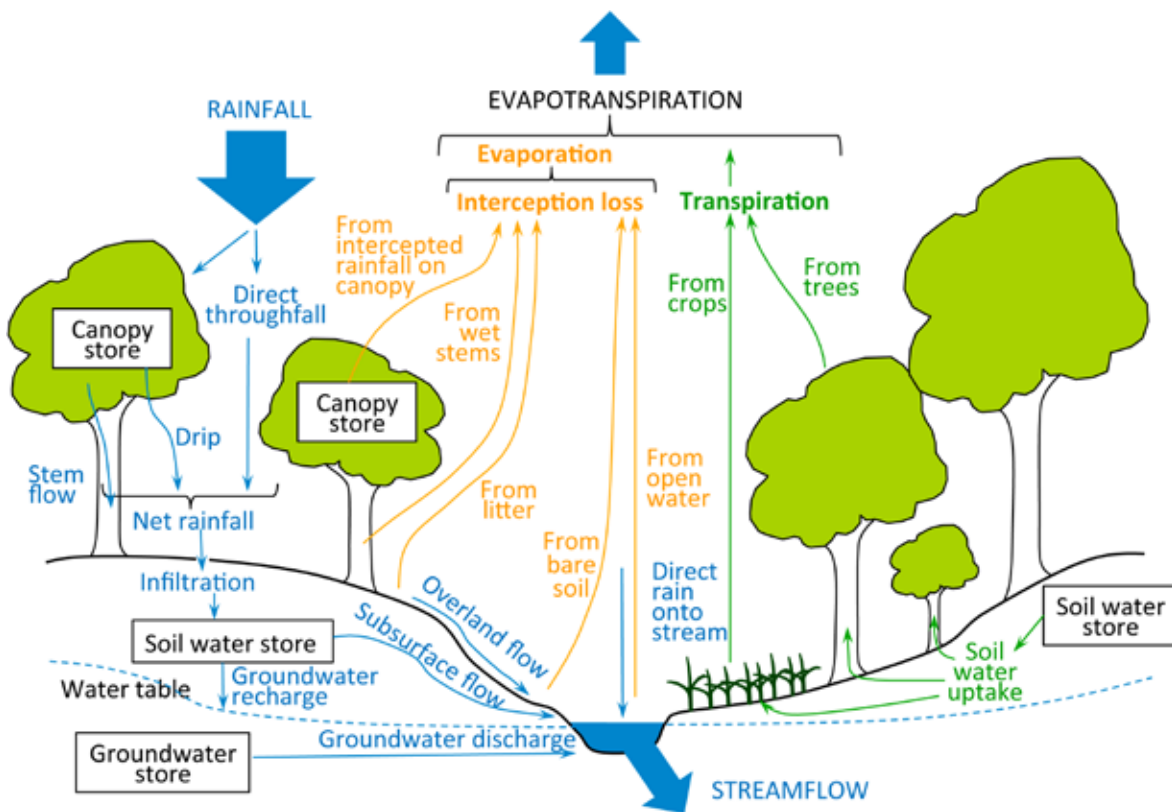 EVAPOTRANSPIRATION
RAINFALL
Evaporation
Interception loss
Transpiration
From
intercepted
rainfall on
canopy
From
crops
From
trees
Direct
throughfall
Canopy
store
From
wet
stems
Canopy
store
Drip
Stem
flow
From
litter
From
open
water
Net rainfall
From
bare
soil
Infiltration
Overland flow
Direct
rain
onto
stream
Subsurface flow
Soil water store
Soil water
store
Soil
water
uptake
Water table
Groundwater
recharge
Groundwater discharge
Groundwater
store
STREAMFLOW